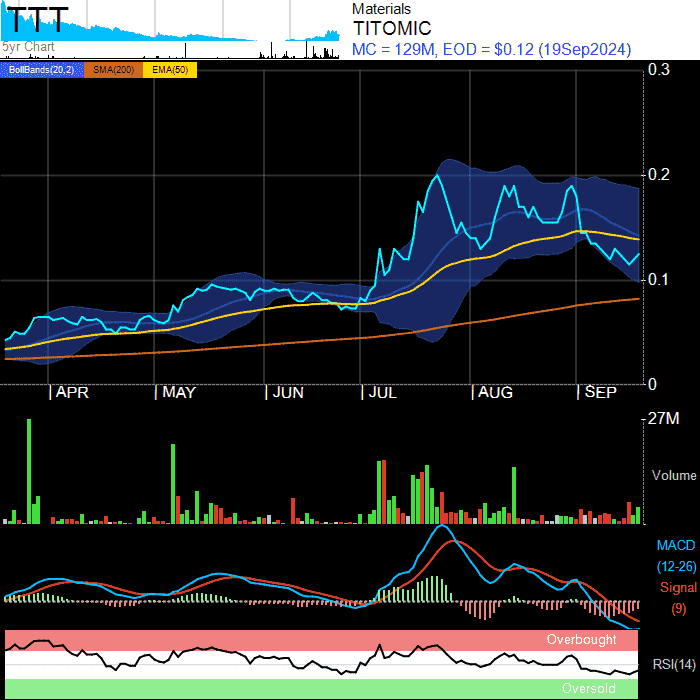 TTT
5yr Chart
Materials
TITOMIC
MC = 129M, EOD = $0.12 (19Sep2024)
BollBands(20,2) SMA(200) EMA(50)
0.3
0.2
0.1
0
APR MAY JUN JUL AUG SEP
27M
Volume
MACD
(12-26)
Signal
(9)
Overbought
RSI(14)
Oversold